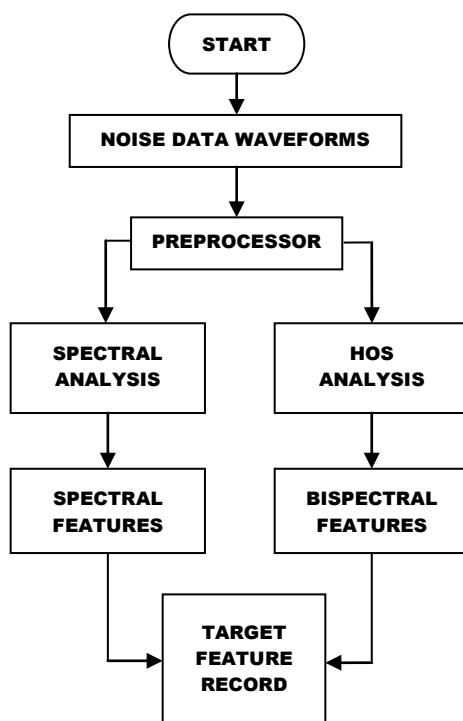 START
NOISE DATA WAVEFORMS
PREPROCESSOR
SPECTRAL
ANALYSIS
HOS
ANALYSIS
SPECTRAL
FEATURES
BISPECTRAL
FEATURES
TARGET
FEATURE
RECORD